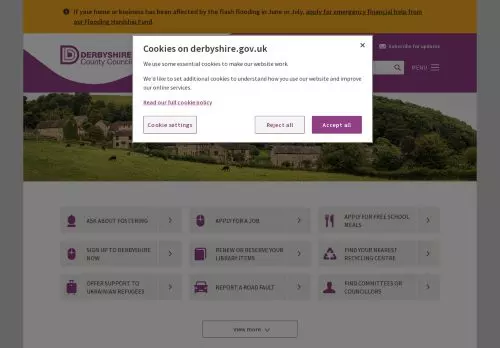 If your home or business has been affected by the flash flooding in June or July, apply for emergency financial help from
our Flooding Hardship Fund.
DERBYSHIRE
County Council
Subscribe for updates
MENU
Cookies on derbyshire.gov.uk
×
We use some essential cookies to make our website work.
We'd like to set additional cookies to understand how you use our website and improve
our online services.
Read our full cookie policy
Cookie settings
Reject all
Accept all
ASK ABOUT FOSTERING
APPLY FOR A JOB
APPLY FOR FREE SCHOOL
MEALS
SIGN UP TO DERBYSHIRE
NOW
RENEW OR RESERVE YOUR
LIBRARY ITEMS
FIND YOUR NEAREST
RECYCLING CENTRE
OFFER SUPPORT TO
UKRAINIAN REFUGEES
REPORT A ROAD FAULT
FIND COMMITTEES OR
COUNCILLORS
View more